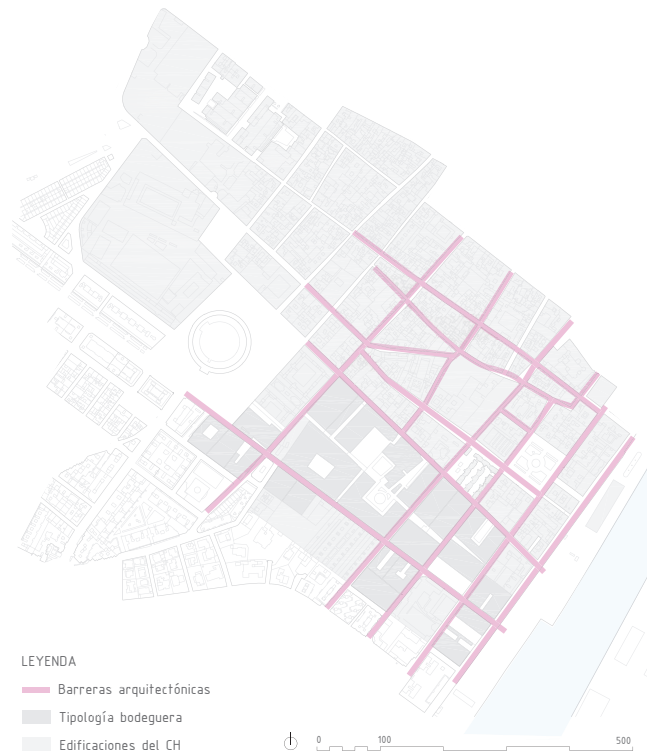 LEYENDA
Barreras arquitectónicas
Tipología bodeguera
Edificaciones del CH
0 100 500